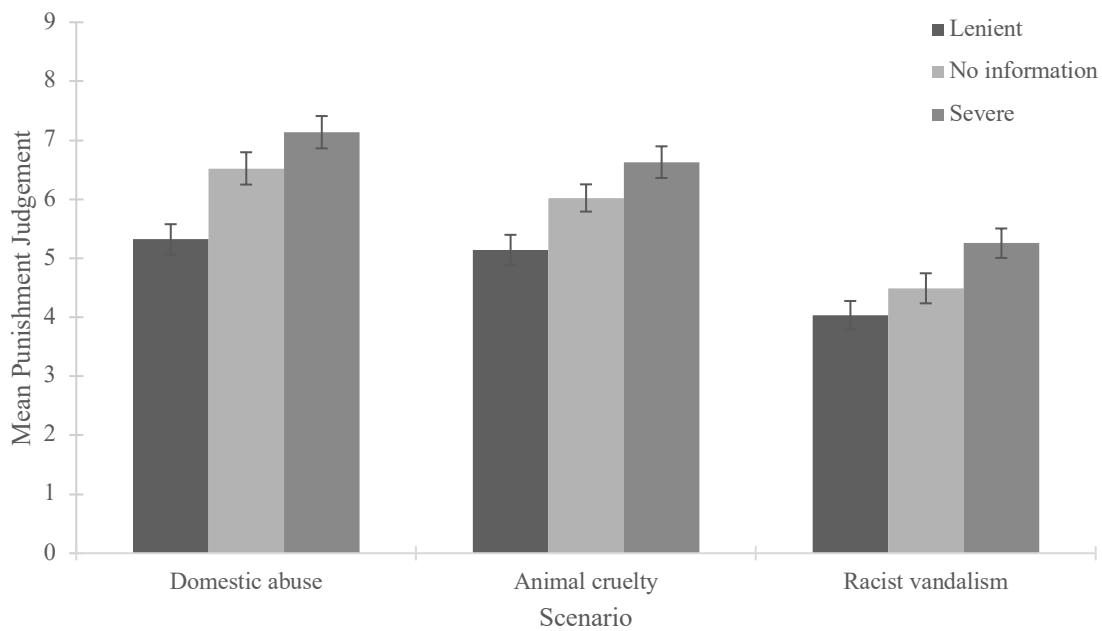 9
8
7
6
5
4
3
2
1
0
Mean Punishment Judgement
Lenient
No information
Severe
Domestic abuse
Animal cruelty
Racist vandalism
Scenario